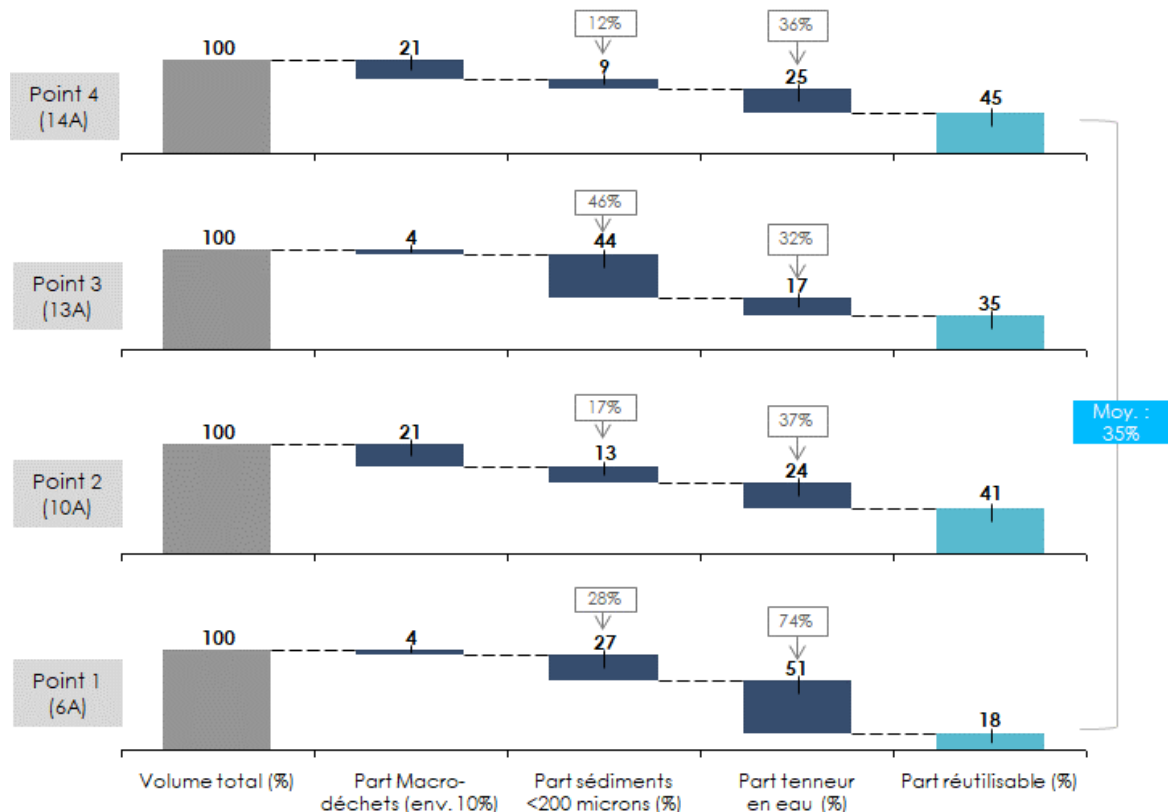 12%
36%
100
21
9
25
45
Point 4
(14A)
46%
32%
100
4
44
17
35
Point 3
(13A)
17%
37%
Moy. :
35%
100
21
13
24
41
Point 2
(10A)
28%
74%
100
4
27
51
18
Point 1
(6A)
Volume total (%)
Part Macro-
déchets (env. 10%)
Part sédiments
<200 microns (%)
Part tenneur
en eau (%)
Part réutilisable (%)